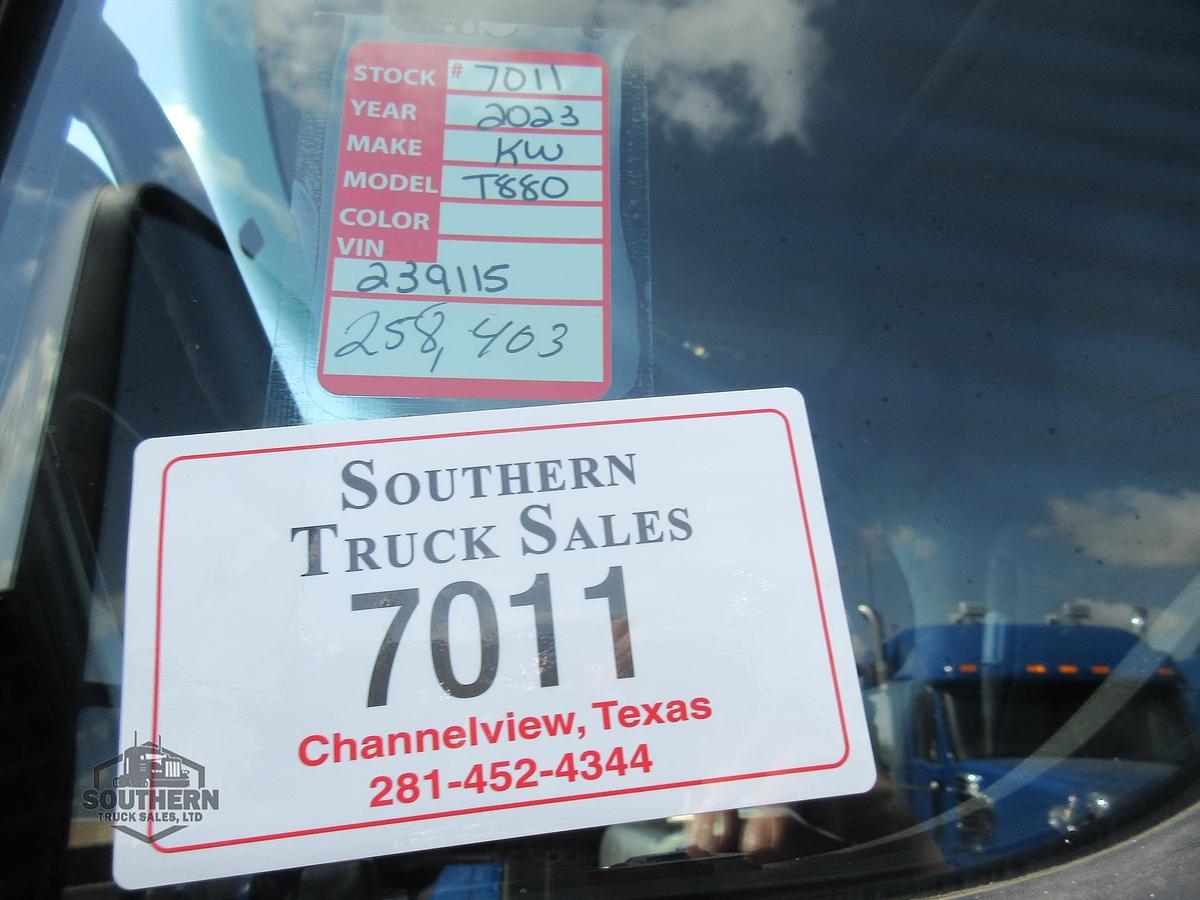 STOCK # 7011
YEAR 2023
MAKE KW
MODEL T880
COLOR
VIN
239115
258,403
SOUTHERN
TRUCK SALES
7011
Channelview, Texas
281-452-4344
SOUTHERN
TRUCK SALES, LTD